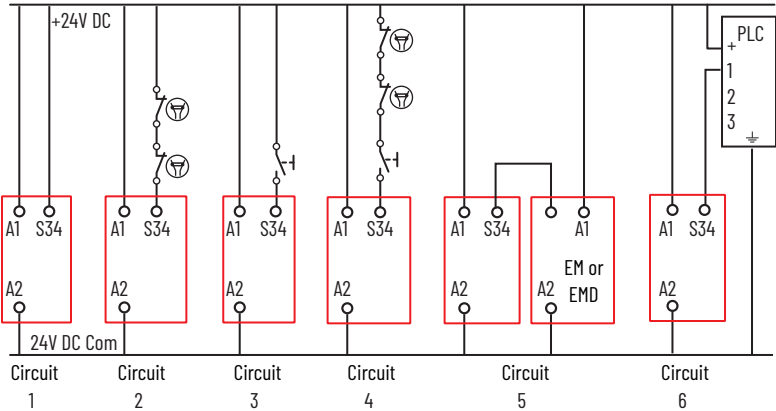 +24V DC
PLC
+
1
2
3
A1 S34
A1 S34
A1 S34
A1 S34
A1 S34
A1
A1 S34
EM or
EMD
A2
A2
A2
A2
A2
A2
A2
24V DC Com
Circuit
1
Circuit
2
Circuit
3
Circuit
4
Circuit
5
Circuit
6